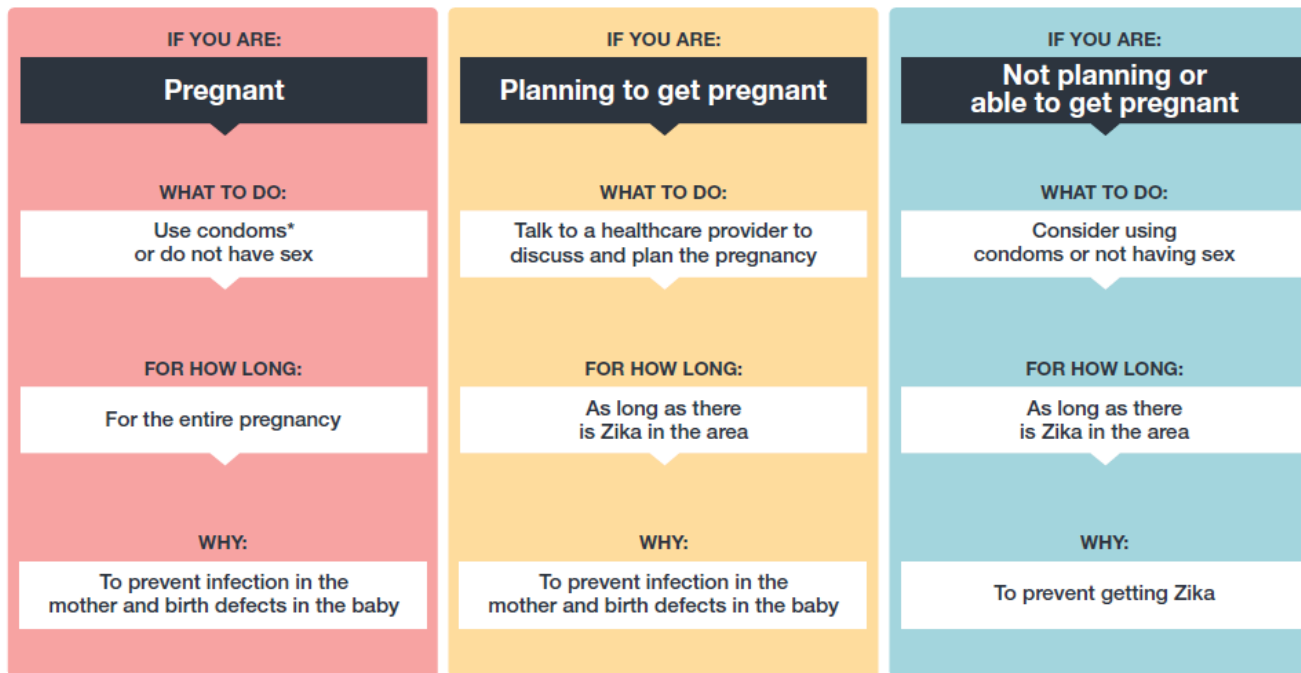 IF YOU ARE:
Pregnant
WHAT TO DO:
Use condoms*
or do not have sex
FOR HOW LONG:
For the entire pregnancy
WHY:
To prevent infection in the
mother and birth defects in the baby
IF YOU ARE:
Planning to get pregnant
WHAT TO DO:
Talk to a healthcare provider to
discuss and plan the pregnancy
FOR HOW LONG:
As long as there
is Zika in the area
WHY:
To prevent infection in the
mother and birth defects in the baby
IF YOU ARE:
Not planning or
able to get pregnant
WHAT TO DO:
Consider using
condoms or not having sex
FOR HOW LONG:
As long as there
is Zika in the area
WHY:
To prevent getting Zika